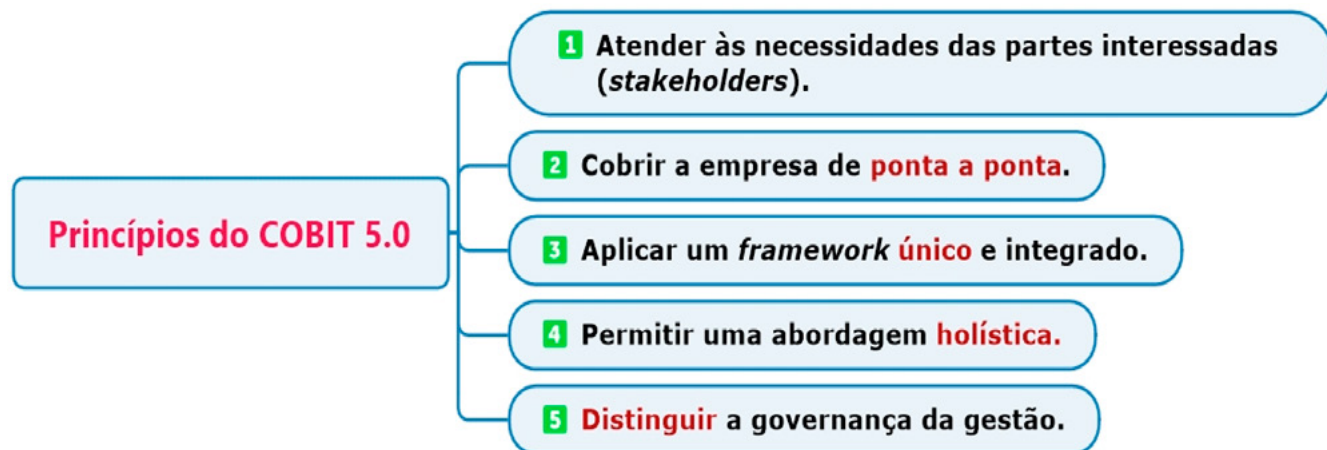 Princípios do COBIT 5.0
1 Atender às necessidades das partes interessadas
(stakeholders).
2 Cobrir a empresa de ponta a ponta.
3 Aplicar um framework único e integrado.
4 Permitir uma abordagem holística.
5 Distinguir a governança da gestão.